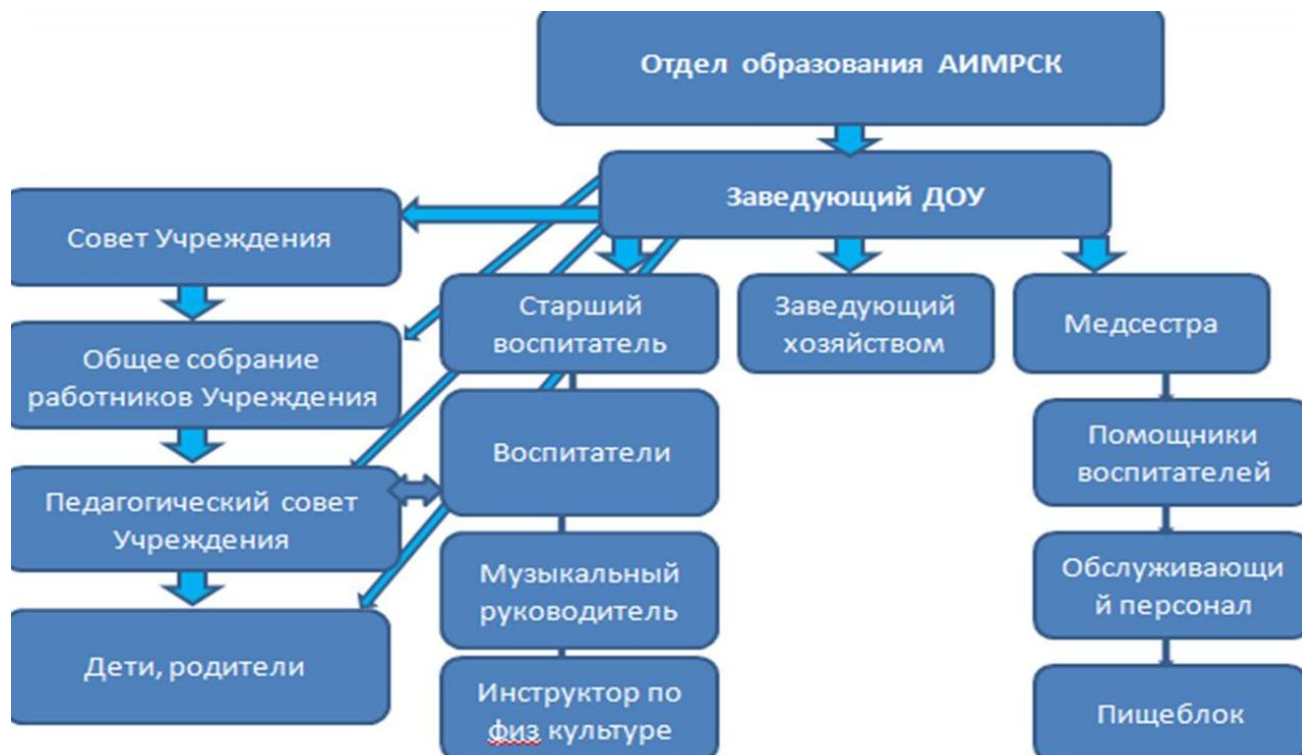 Отдел образования АИМРСК
Заведующий ДОУ
Совет Учреждения
Старший
воспитатель
Заведующий
хозяйством
Медсестра
Общее собрание
работников Учреждения
Воспитатели
Помощники
воспитателей
Педагогический совет
Учреждения
Музыкальный
руководитель
Обслуживающи
й персонал
Дети, родители
Инструктор по
физ культуре
Пищеблок